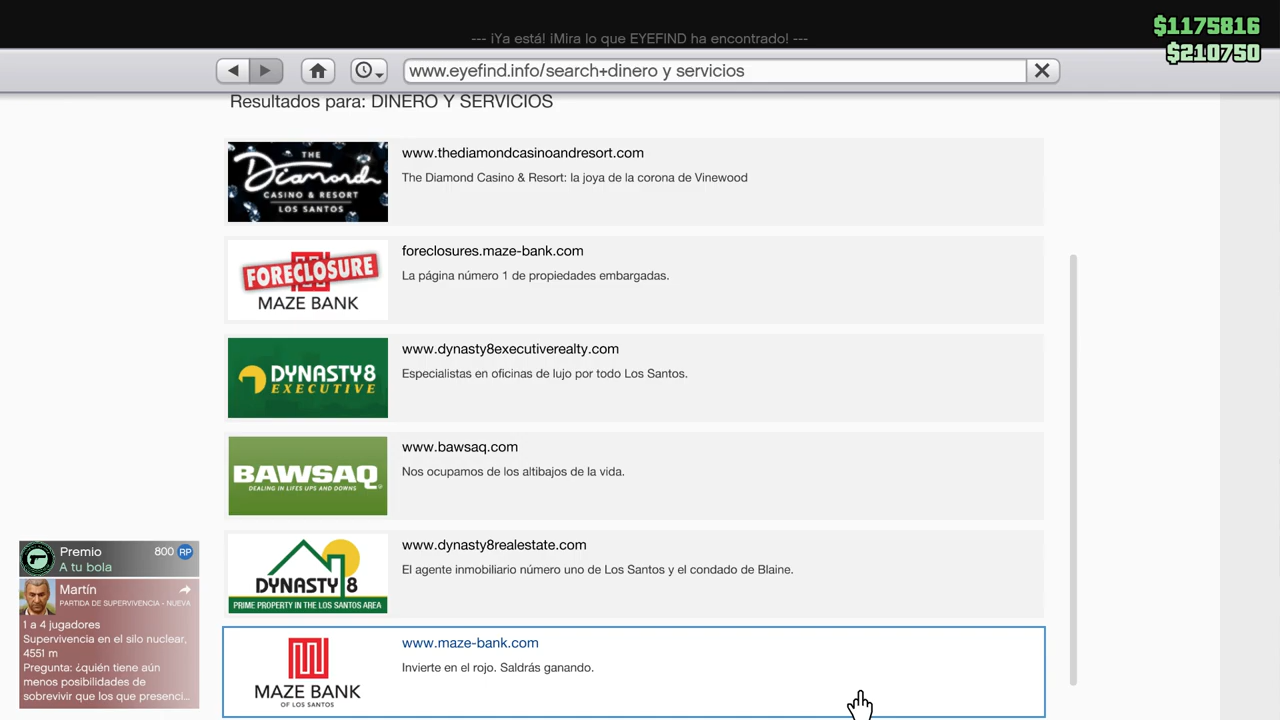 $1175816
$210750
--- ¡Ya está! ¡Mira lo que EYEFIND ha encontrado! ---
www.eyefind.info/search+dinero y servicios
Resultados para: DINERO Y SERVICIOS
THE
Diamond
CASINO & RESORT
LOS SANTOS
www.thediamondcasinoandresort.com
The Diamond Casino & Resort: la joya de la corona de Vinewood
FORECLOSURE
MAZE BANK
foreclosures.maze-bank.com
La página número 1 de propiedades embargadas.
DYNASTY8
EXECUTIVE
www.dynasty8executiverealty.com
Especialistas en oficinas de lujo por todo Los Santos.
BAWSAQ
DEALING IN LIFES UPS AND DOWNS
www.bawsaq.com
Nos ocupamos de los altibajos de la vida.
DYNASTY 8
PRIME PROPERTY IN THE LOS SANTOS AREA
www.dynasty8realestate.com
El agente inmobiliario número uno de Los Santos y el condado de Blaine.
MAZE BANK
OF LOS SANTOS
www.maze-bank.com
Invierte en el rojo. Saldrás ganando.
Premio 800 RP
A tu bola
Martín
PARTIDA DE SUPERVIVENCIA - NUEVA
1 a 4 jugadores
Supervivencia en el silo nuclear,
4551 m
Pregunta: ¿quién tiene aún
menos posibilidades de
sobrevivir que los que presenci...